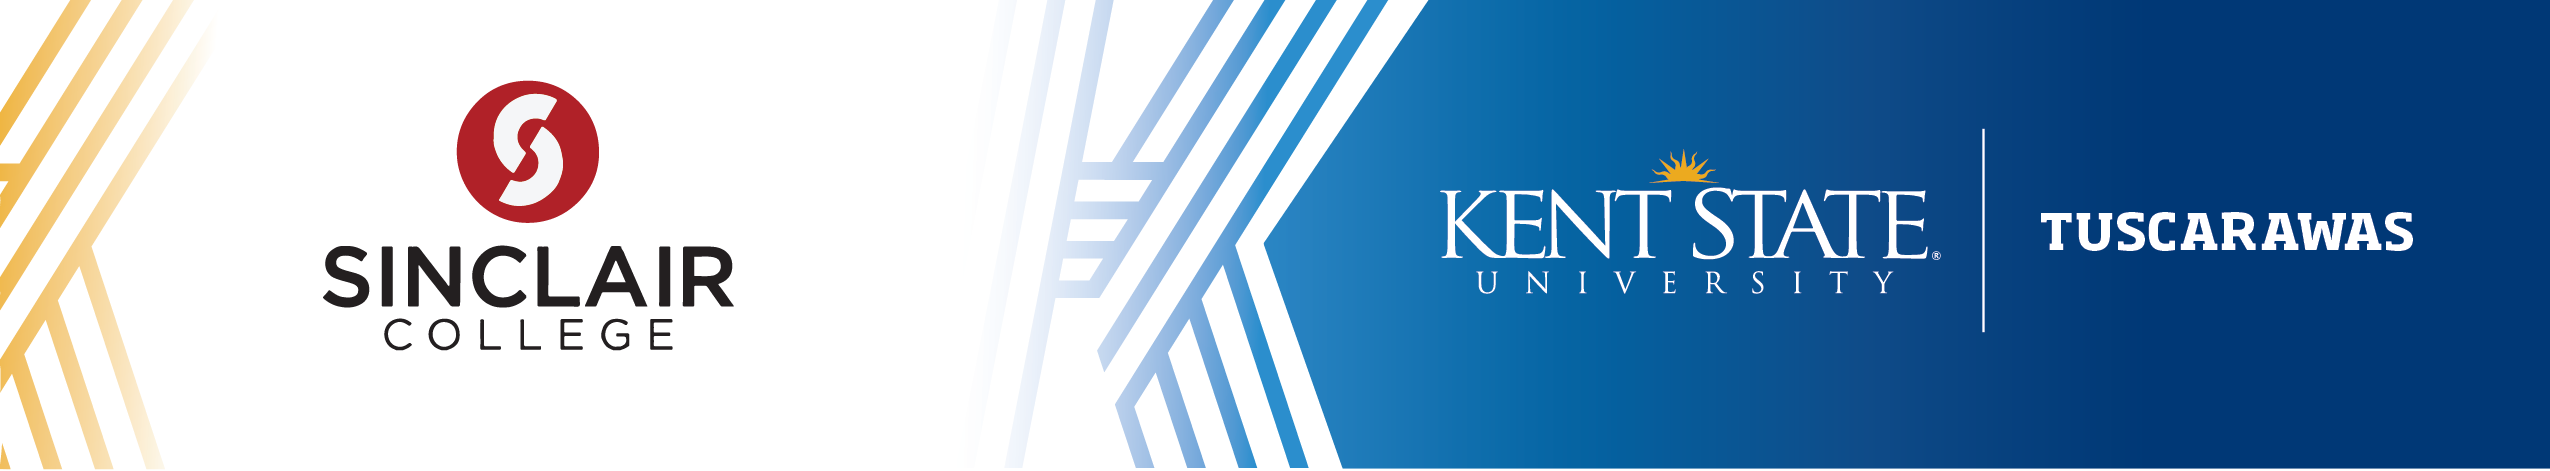 SINCLAIR
COLLEGE
KENT STATE®
UNIVERSITY
TUSCARAWAS